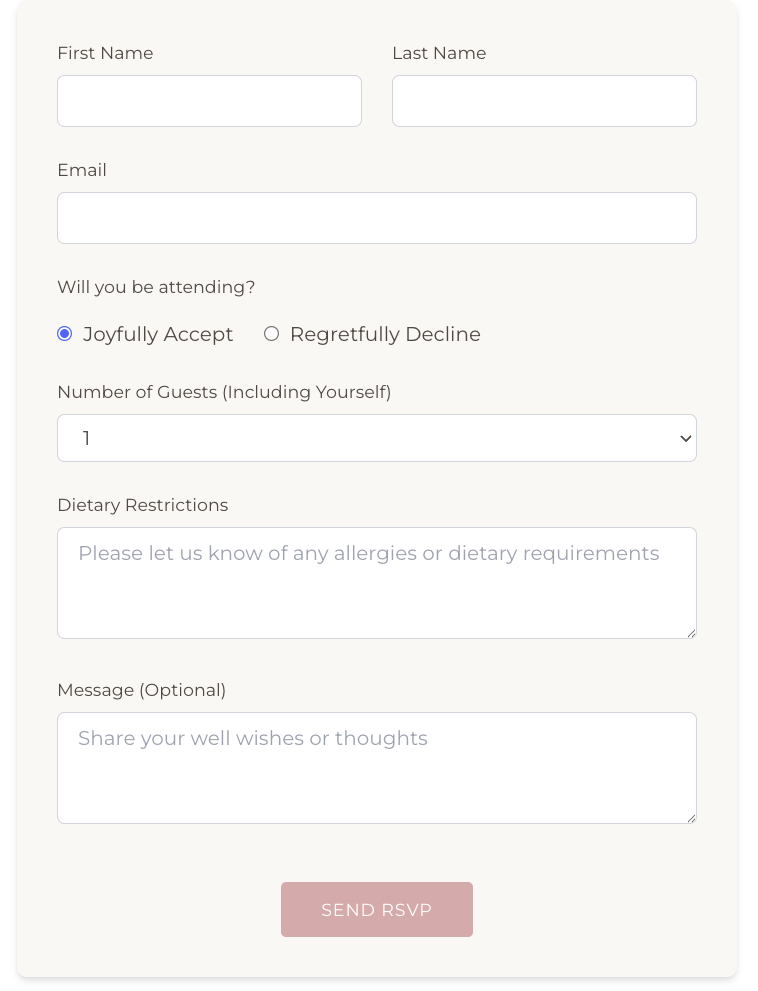 First Name
Last Name
Email
Will you be attending?
Joyfully Accept
Regretfully Decline
Number of Guests (Including Yourself)
1
Dietary Restrictions
Please let us know of any allergies or dietary requirements
Message (Optional)
Share your well wishes or thoughts
SEND RSVP